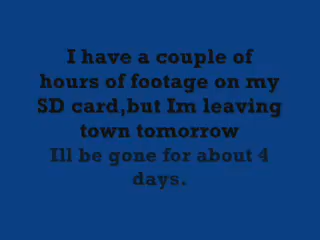 I have a couple of
hours of footage on my
SD card,but Im leaving
town tomorrow
Ill be gone for about 4
days.